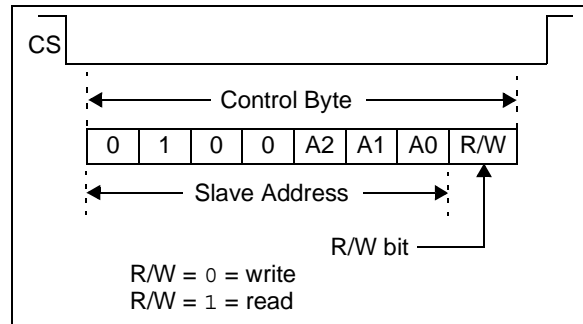 CS
Control Byte
0 1 0 0 A2 A1 A0 R/W
Slave Address
R/W bit
R/W = 0 = write
R/W = 1 = read